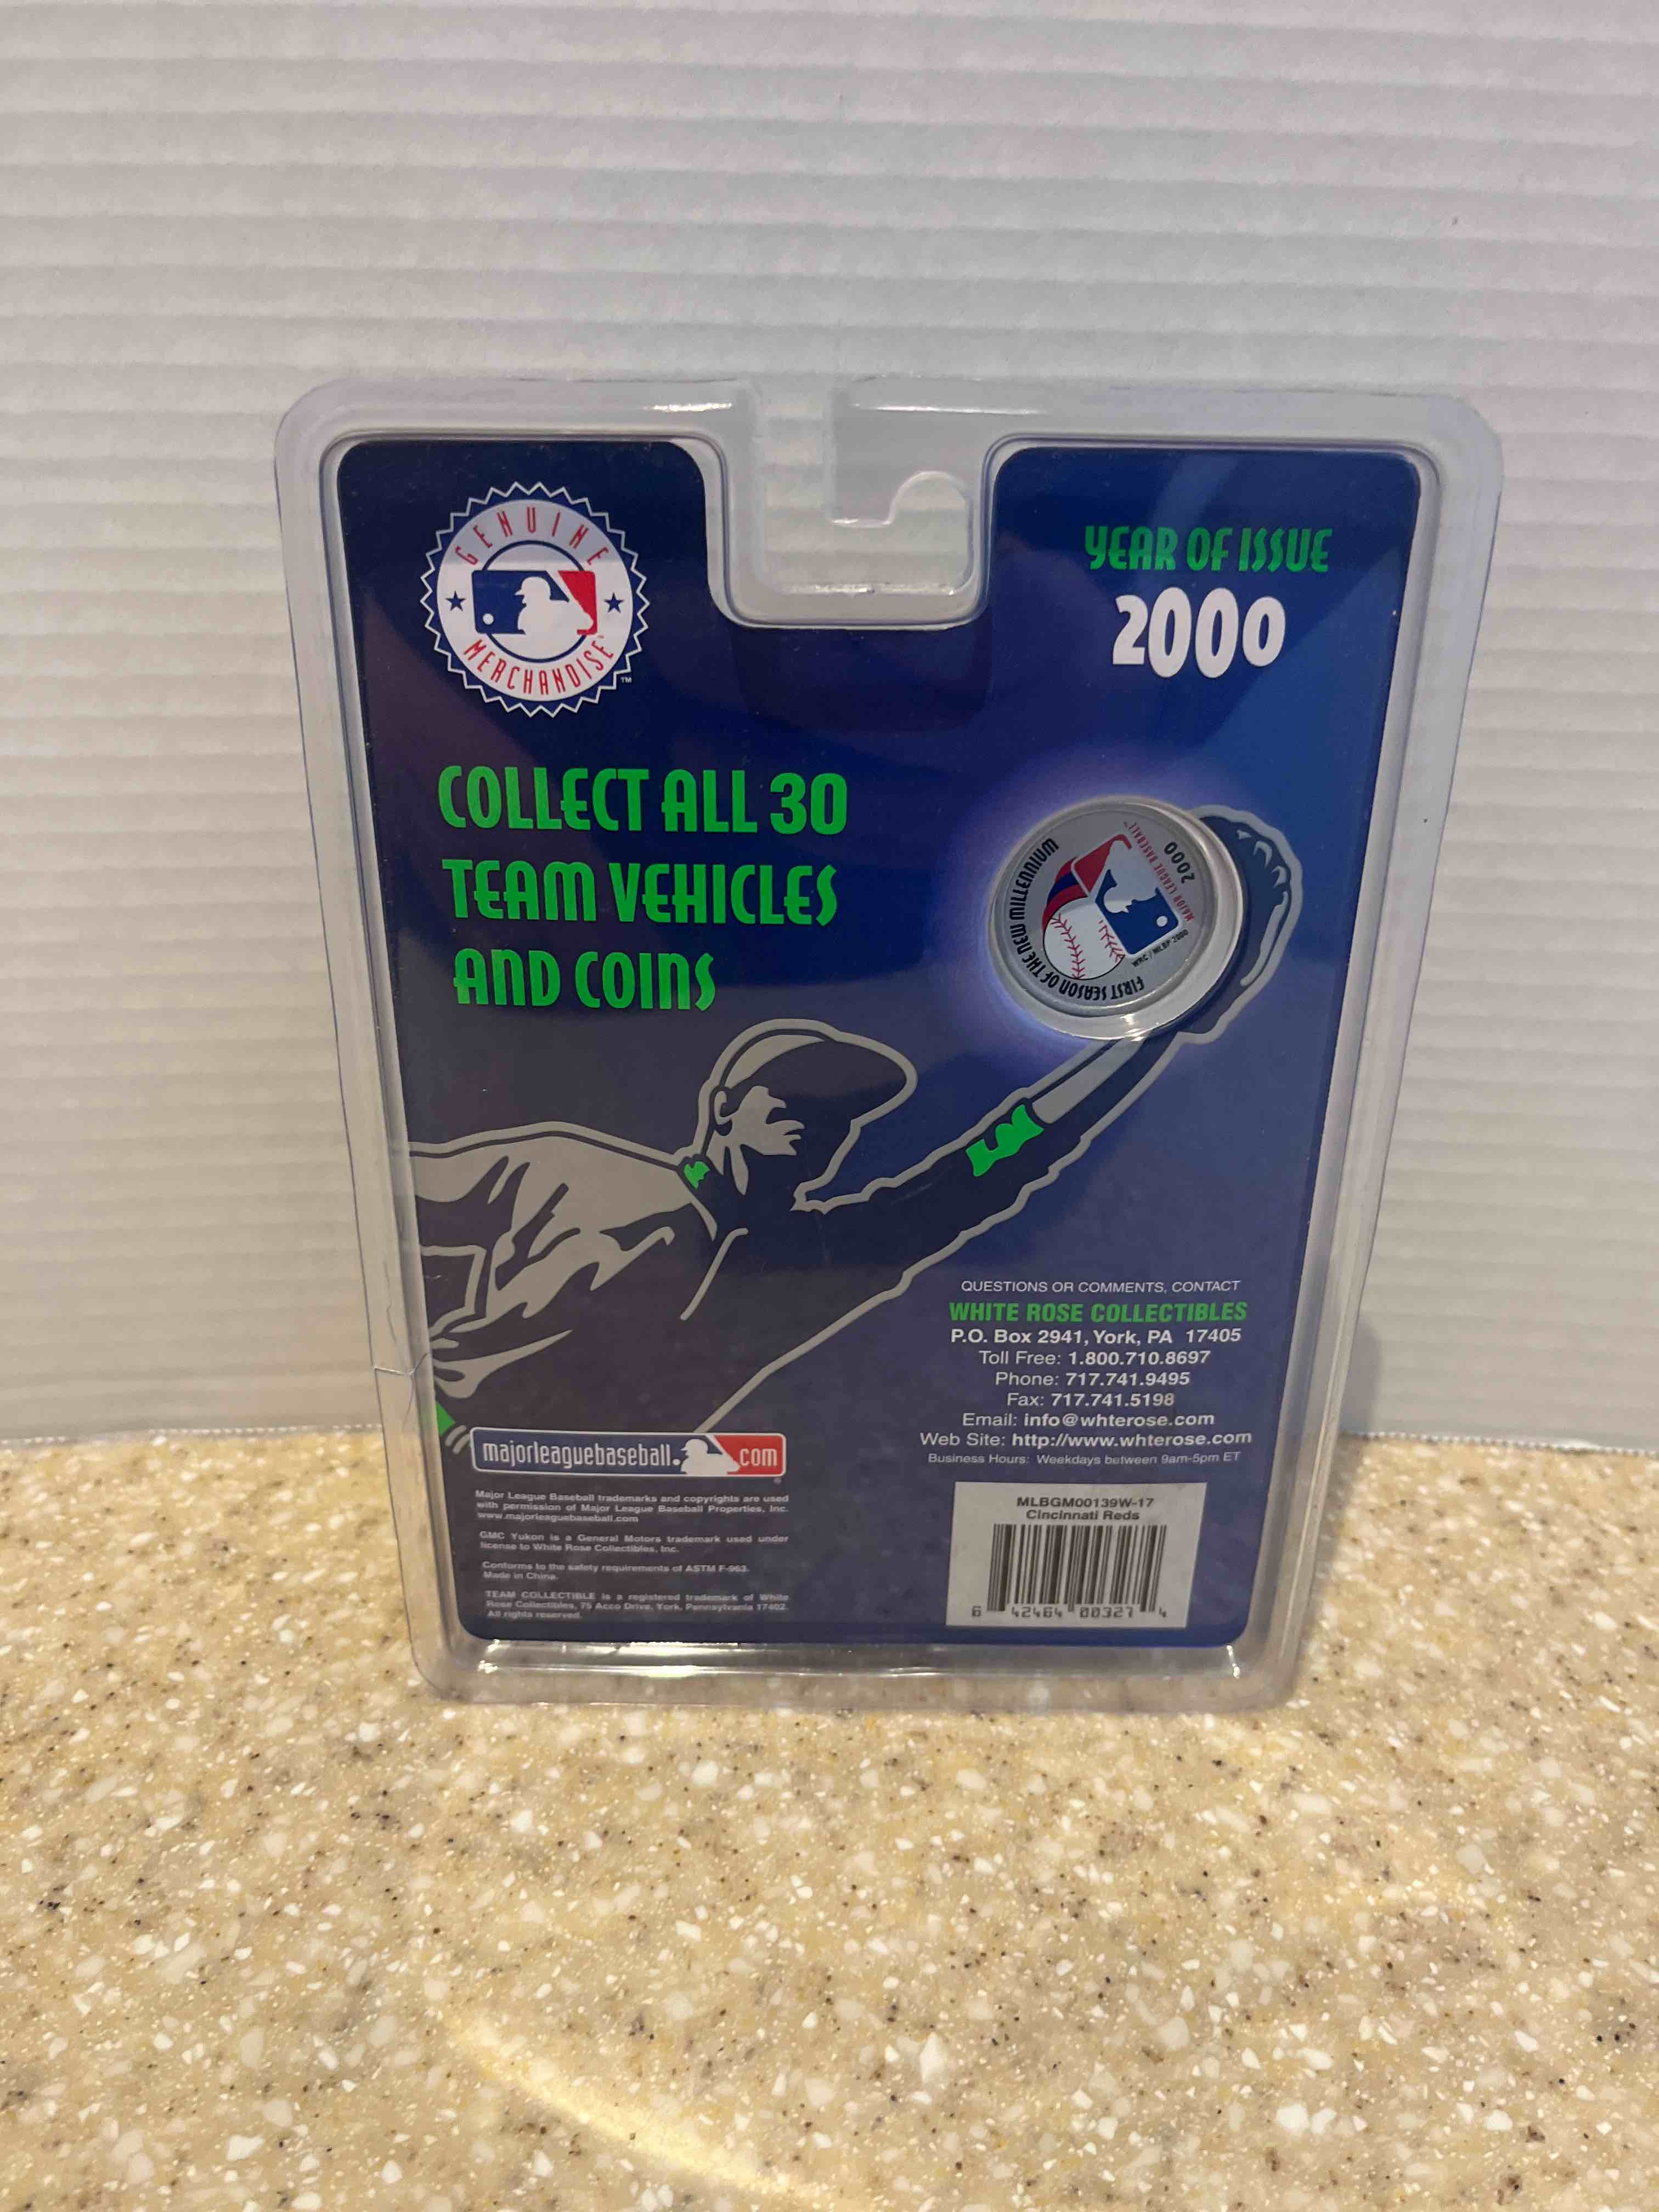 GENUINE
MERCHANDISE
TM
YEAR OF ISSUE
2000
COLLECT ALL 30
TEAM VEHICLES
AND COINS
FIRST SEASON OF THE NEW MILLENNIUM
MAJOR LEAGUE BASEBALL
2000
WRC / MLBP 2000
QUESTIONS OR COMMENTS, CONTACT
WHITE ROSE COLLECTIBLES
P.O. Box 2941, York, PA 17405
Toll Free: 1.800.710.8697
Phone: 717.741.9495
Fax: 717.741.5198
Email: info@whterose.com
Web Site: http://www.whterose.com
Business Hours: Weekdays between 9am-5pm ET
majorleaguebaseball.com
Major League Baseball trademarks and copyrights are used
with permission of Major League Baseball Properties, Inc.
www.majorleaguebaseball.com
GMC Yukon is a General Motors trademark used under
license to White Rose Collectibles, Inc.
Conforms to the safety requirements of ASTM F-963.
Made in China.
TEAM COLLECTIBLE is a registered trademark of White
Rose Collectibles, 75 Acco Drive, York, Pennsylvania 17402.
All rights reserved.
MLBGM00139W-17
Cincinnati Reds
6 42464 00327 4